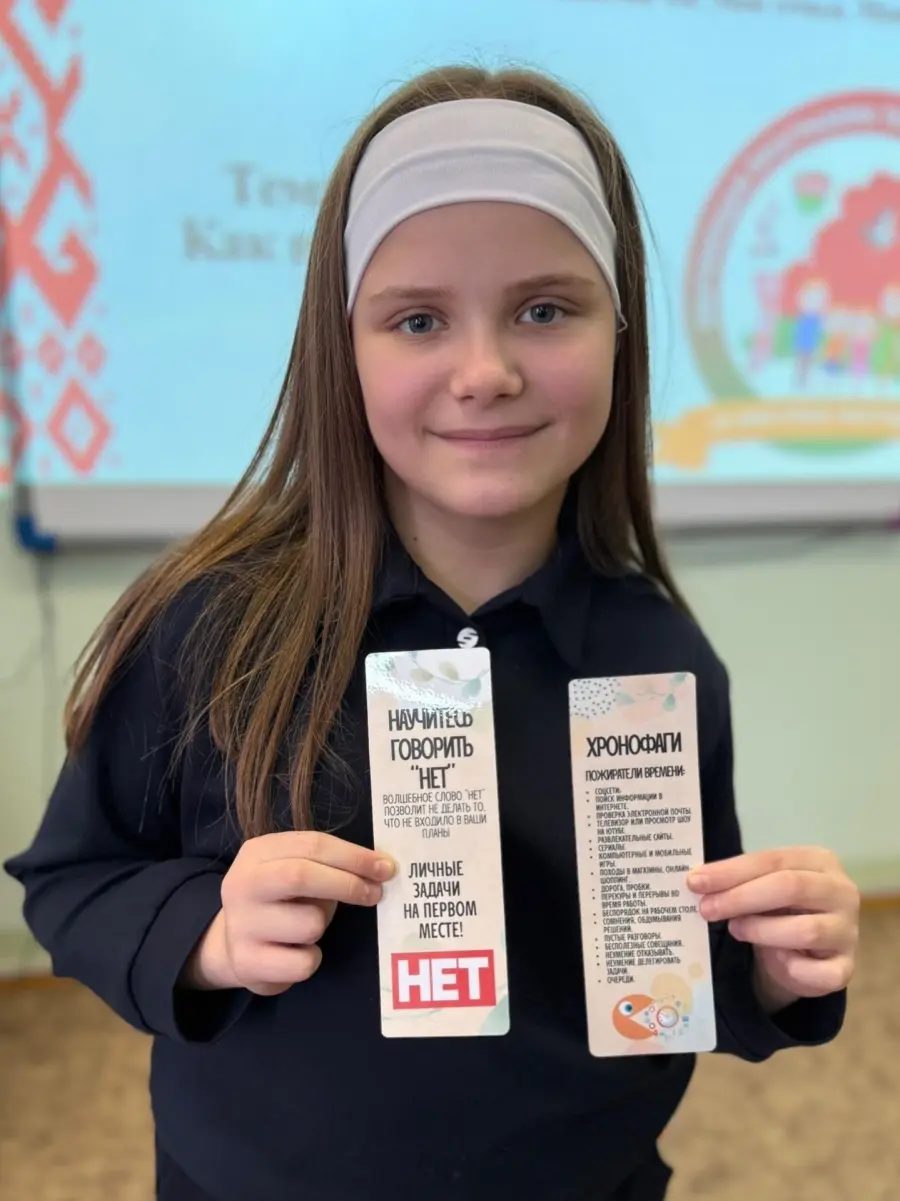 Как
НАУЧИТЕСЬ
ГОВОРИТЬ
"НЕТ"
ВОЛШЕБНОЕ СЛОВО "НЕТ"
ПОЗВОЛИТ НЕ ДЕЛАТЬ ТО,
ЧТО НЕ ВХОДИЛО В ВАШИ
ПЛАНЫ
ЛИЧНЫЕ
ЗАДАЧИ
НА ПЕРВОМ
МЕСТЕ!
НЕТ
ХРОНОФАГИ
ПОЖИРАТЕЛИ ВРЕМЕНИ:
• СОЦСЕТИ.
• ПОИСК ИНФОРМАЦИИ В
ИНТЕРНЕТЕ.
• ПРОВЕРКА ЭЛЕКТРОННОЙ ПОЧТЫ.
• ТЕЛЕВИЗОР ИЛИ ПРОСМОТР ШОУ
НА ЮТУБЕ.
• РАЗВЛЕКАТЕЛЬНЫЕ САЙТЫ.
• СЕРИАЛЫ.
• КОМПЬЮТЕРНЫЕ И МОБИЛЬНЫЕ
ИГРЫ.
• ПОХОДЫ В МАГАЗИНЫ, ОНЛАЙН-
ШОППИНГ.
• ДОРОГА, ПРОБКИ.
• ПЕРЕКУРЫ И ПЕРЕРЫВЫ ВО
ВРЕМЯ РАБОТЫ.
• БЕСПОРЯДОК НА РАБОЧЕМ СТОЛЕ.
• СОМНЕНИЯ, ОБДУМЫВАНИЯ
РЕШЕНИЙ.
• ПУСТЫЕ РАЗГОВОРЫ.
• БЕСПОЛЕЗНЫЕ СОВЕЩАНИЯ.
• НЕУМЕНИЕ ОТКАЗЫВАТЬ.
• НЕУМЕНИЕ ДЕЛЕГИРОВАТЬ
ЗАДАЧИ.
• ОЧЕРЕДИ.